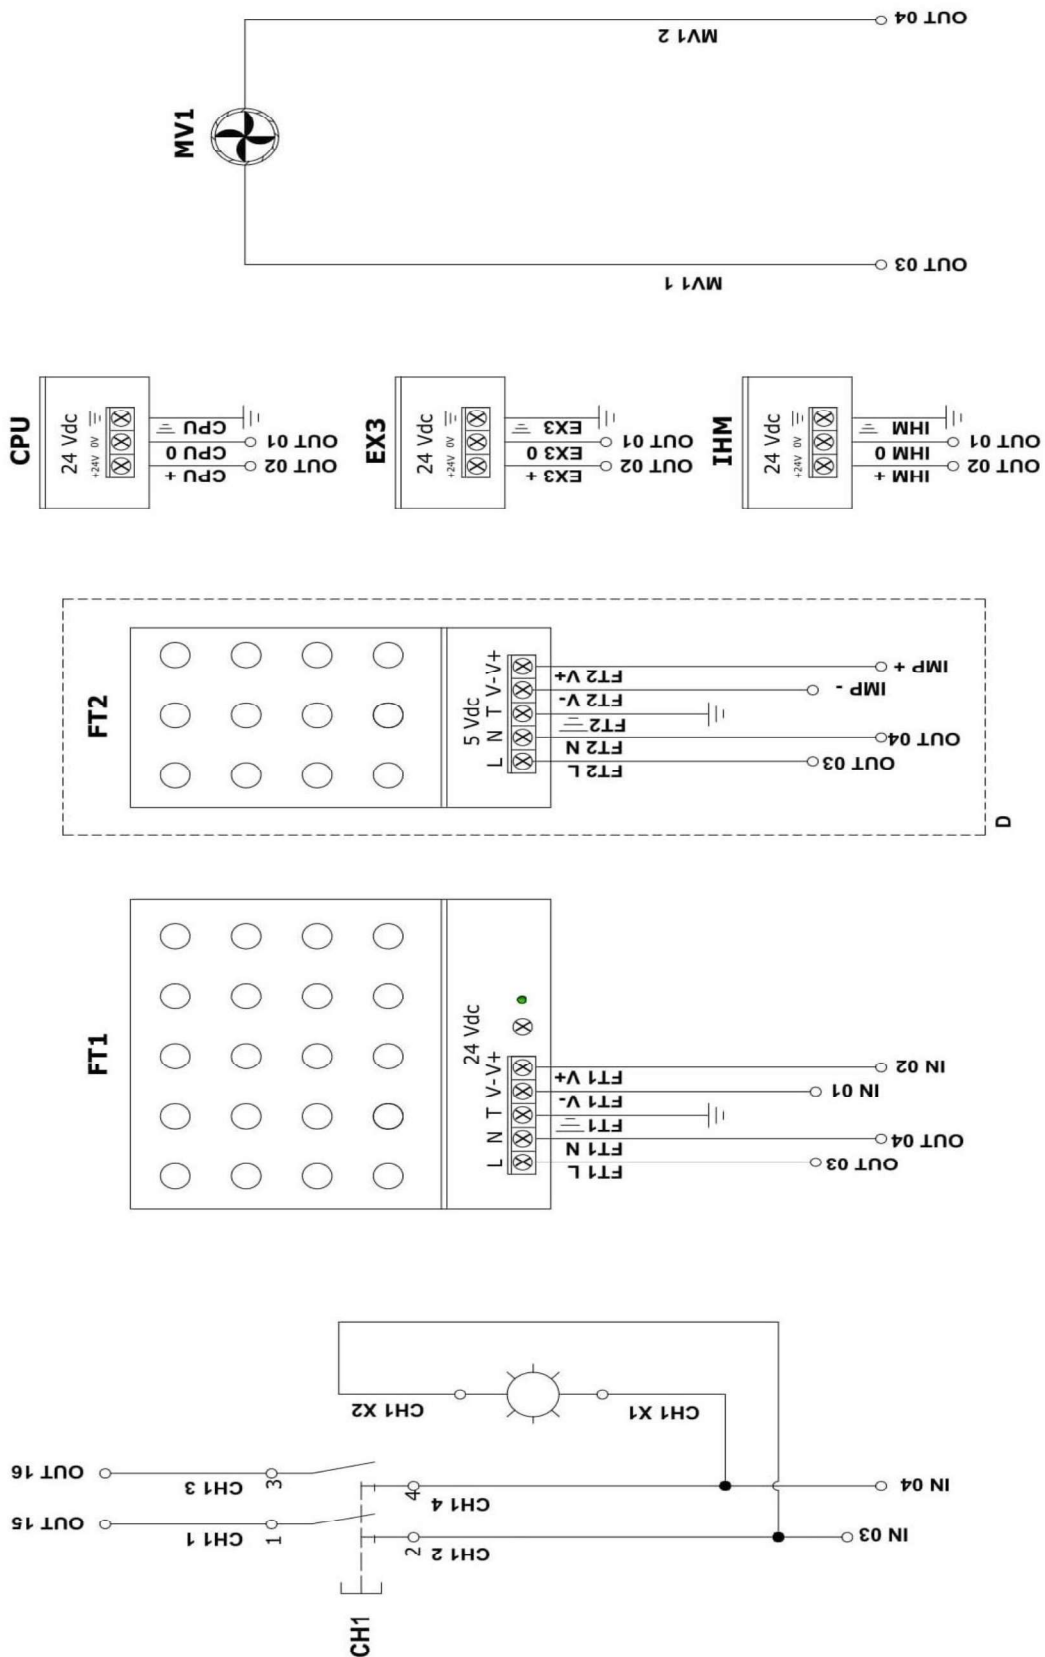 MV1
MV1 2
OUT 04
MV1 1
OUT 03
CPU
24 Vdc
+24V 0V
CPU +
CPU 0
CPU
OUT 02
OUT 01
EX3
24 Vdc
+24V 0V
EX3 +
EX3 0
EX3
OUT 02
OUT 01
IHM
24 Vdc
+24V 0V
IHM +
IHM 0
IHM
OUT 02
OUT 01
FT2
5 Vdc
L N T V- V+
FT2 L
FT2 N
FT2
FT2 V-
FT2 V+
OUT 03
OUT 04
IMP -
IMP +
D
FT1
24 Vdc
L N T V- V+
FT1 L
FT1 N
FT1
FT1 V-
FT1 V+
OUT 03
OUT 04
IN 01
IN 02
CH1 X2
CH1 X1
OUT 16
CH1 3
3
4
CH1 4
IN 04
OUT 15
CH1 1
1
2
CH1 2
IN 03
CH1